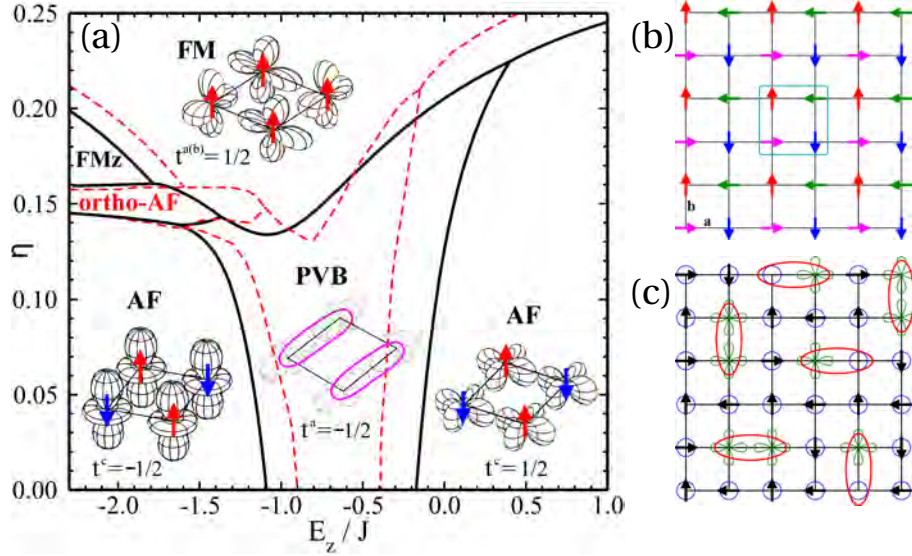 (a)
FM
t^a(b) = 1/2
FMz
ortho-AF
AF
PVB
AF
t^c=−1/2
t^a=−1/2
t^c=1/2
0.25
0.20
0.15
0.10
0.05
0.00
η
-2.0 -1.5 -1.0 -0.5 0.0 0.5 1.0
E_z / J
(b)
b
a
(c)